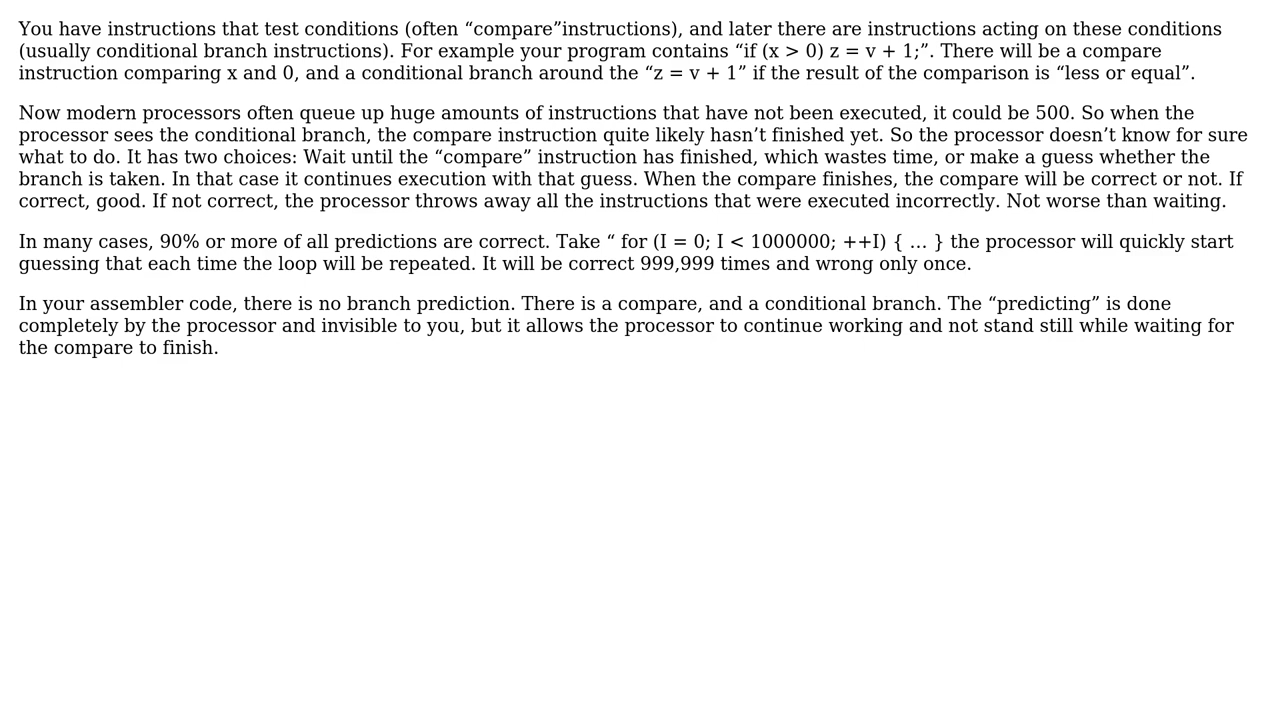 You have instructions that test conditions (often “compare”instructions), and later there are instructions acting on these conditions
(usually conditional branch instructions). For example your program contains “if (x > 0) z = v + 1;”. There will be a compare
instruction comparing x and 0, and a conditional branch around the “z = v + 1” if the result of the comparison is “less or equal”.
Now modern processors often queue up huge amounts of instructions that have not been executed, it could be 500. So when the
processor sees the conditional branch, the compare instruction quite likely hasn’t finished yet. So the processor doesn’t know for sure
what to do. It has two choices: Wait until the “compare” instruction has finished, which wastes time, or make a guess whether the
branch is taken. In that case it continues execution with that guess. When the compare finishes, the compare will be correct or not. If
correct, good. If not correct, the processor throws away all the instructions that were executed incorrectly. Not worse than waiting.
In many cases, 90% or more of all predictions are correct. Take “ for (I = 0; I < 1000000; ++I) { … } the processor will quickly start
guessing that each time the loop will be repeated. It will be correct 999,999 times and wrong only once.
In your assembler code, there is no branch prediction. There is a compare, and a conditional branch. The “predicting” is done
completely by the processor and invisible to you, but it allows the processor to continue working and not stand still while waiting for
the compare to finish.